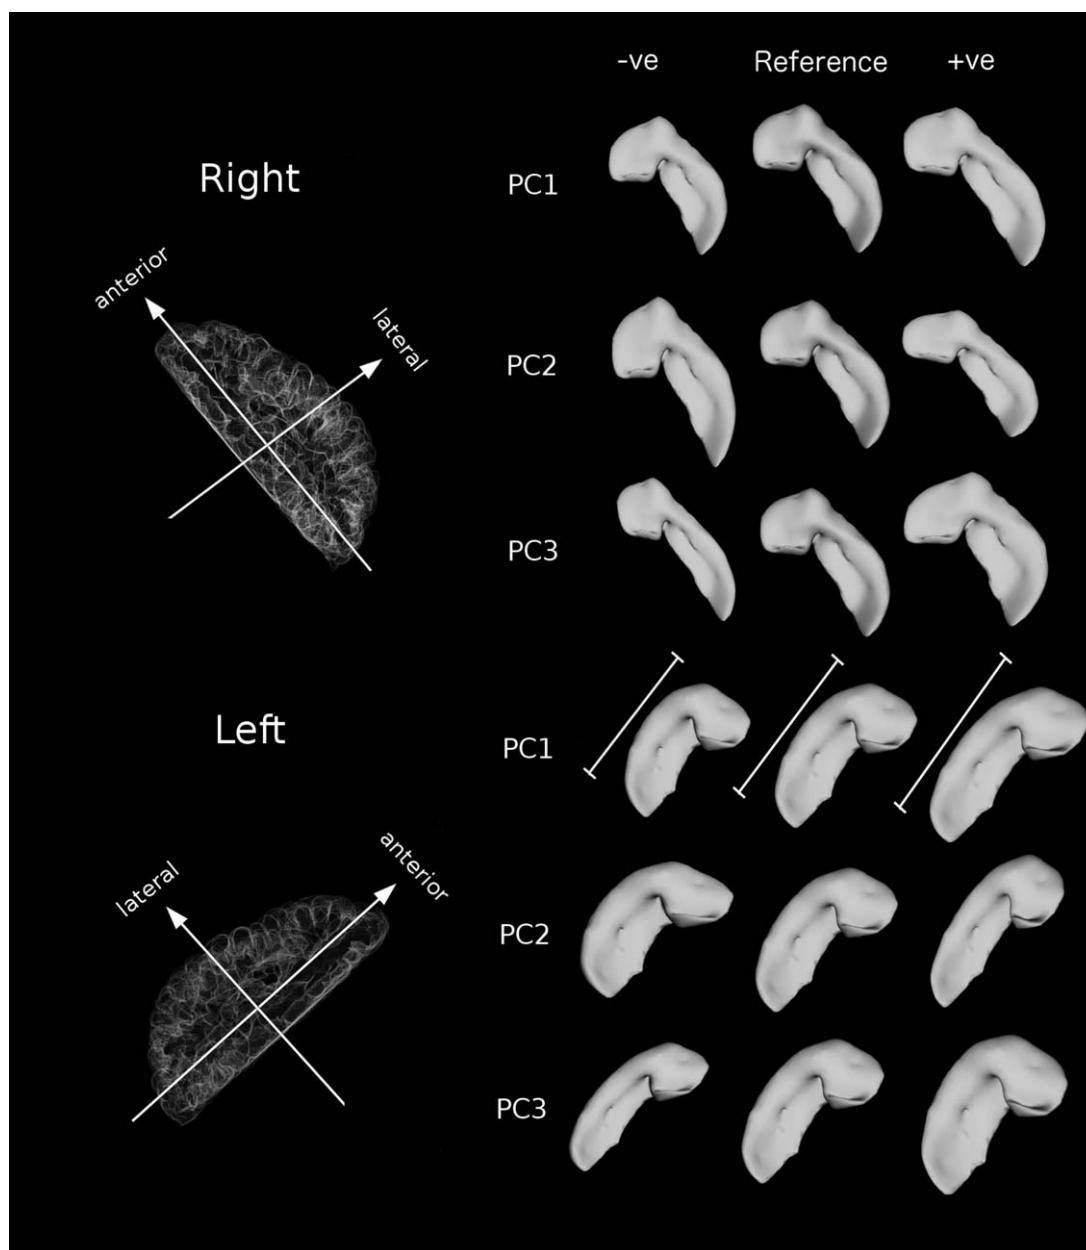 -ve Reference +ve
Right
PC1
anterior
lateral
PC2
PC3
Left
PC1
lateral
anterior
PC2
PC3